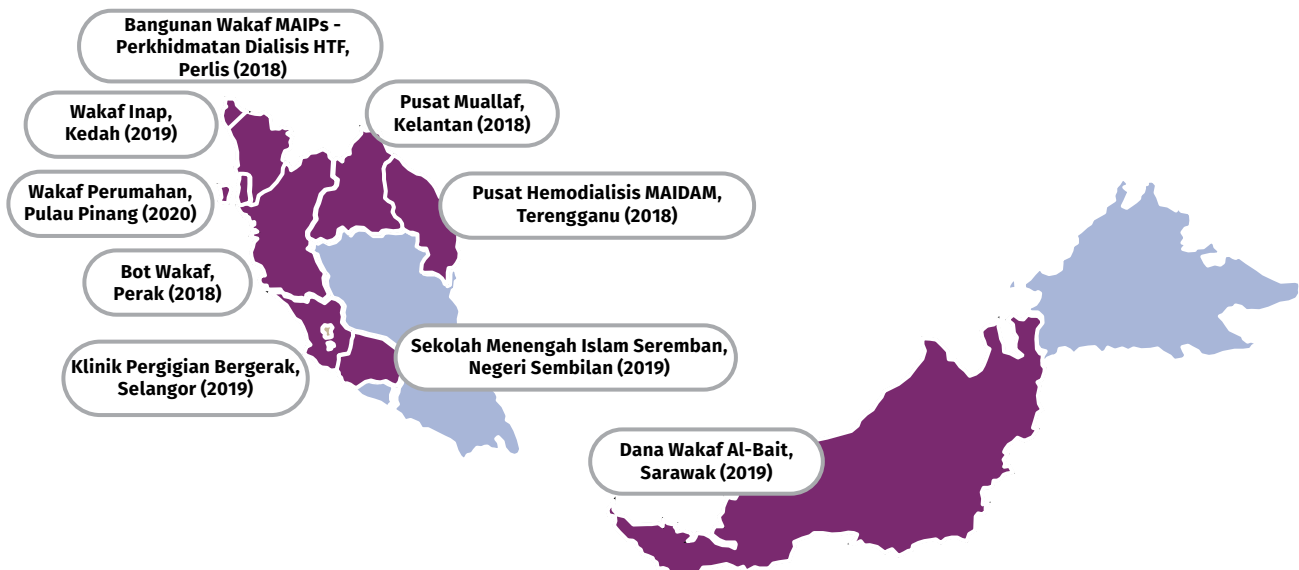 Bangunan Wakaf MAIPs -
Perkhidmatan Dialisis HTF,
Perlis (2018)
Wakaf Inap,
Kedah (2019)
Pusat Muallaf,
Kelantan (2018)
Wakaf Perumahan,
Pulau Pinang (2020)
Pusat Hemodialisis MAIDAM,
Terengganu (2018)
Bot Wakaf,
Perak (2018)
Klinik Pergigian Bergerak,
Selangor (2019)
Sekolah Menengah Islam Seremban,
Negeri Sembilan (2019)
Dana Wakaf Al-Bait,
Sarawak (2019)